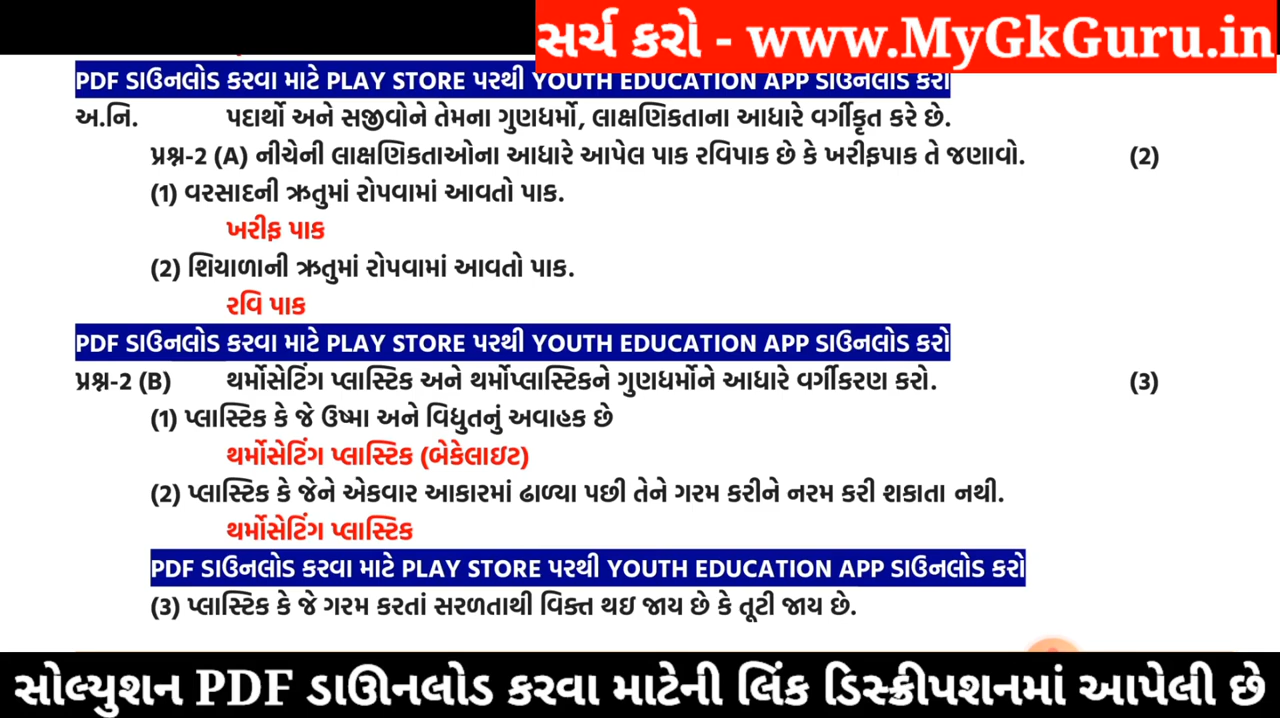 સર્ચ કરો - www.MyGkGuru.in
PDF ડાઉનલોડ કરવા માટે PLAY STORE પરથી YOUTH EDUCATION APP ડાઉનલોડ કરો
અ.નિ. પદાર્થો અને સજીવોને તેમના ગુણધર્મો, લાક્ષણિકતાના આધારે વર્ગીકૃત કરે છે.
પ્રશ્ન-2 (A) નીચેની લાક્ષણિકતાઓના આધારે આપેલ પાક રવિપાક છે કે ખરીફપાક તે જણાવો. (2)
(1) વરસાદની ઋતુમાં રોપવામાં આવતો પાક.
ખરીફ પાક
(2) શિયાળાની ઋતુમાં રોપવામાં આવતો પાક.
રવિ પાક
PDF ડાઉનલોડ કરવા માટે PLAY STORE પરથી YOUTH EDUCATION APP ડાઉનલોડ કરો
પ્રશ્ન-2 (B) થર્મોસેટિંગ પ્લાસ્ટિક અને થર્મોપ્લાસ્ટિકને ગુણધર્મોને આધારે વર્ગીકરણ કરો. (3)
(1) પ્લાસ્ટિક કે જે ઉષ્મા અને વિદ્યુતનું અવાહક છે
થર્મોસેટિંગ પ્લાસ્ટિક (બેકેલાઇટ)
(2) પ્લાસ્ટિક કે જેને એકવાર આકારમાં ઢાળ્યા પછી તેને ગરમ કરીને નરમ કરી શકાતા નથી.
થર્મોસેટિંગ પ્લાસ્ટિક
PDF ડાઉનલોડ કરવા માટે PLAY STORE પરથી YOUTH EDUCATION APP ડાઉનલોડ કરો
(3) પ્લાસ્ટિક કે જે ગરમ કરતાં સરળતાથી વિક્ત થઇ જાય છે કે તૂટી જાય છે.
સોલ્યુશન PDF ડાઊનલોડ કરવા માટેની લિંક ડિસ્ક્રીપશનમાં આપેલી છે